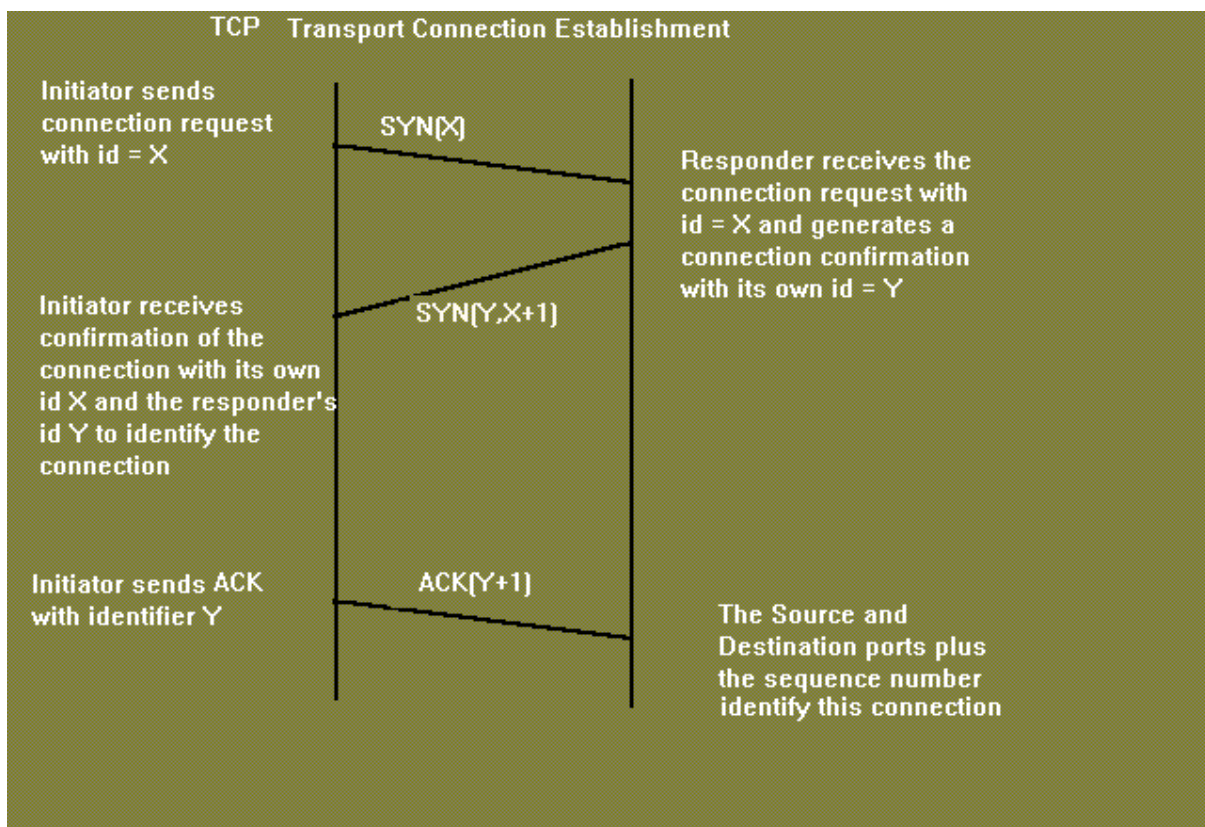 TCP Transport Connection Establishment
Initiator sends
connection request
with id = X
SYN(X)
Responder receives the
connection request with
id = X and generates a
connection confirmation
with its own id = Y
SYN(Y,X+1)
Initiator receives
confirmation of the
connection with its own
id X and the responder's
id Y to identify the
connection
Initiator sends ACK
with identifier Y
ACK(Y+1)
The Source and
Destination ports plus
the sequence number
identify this connection